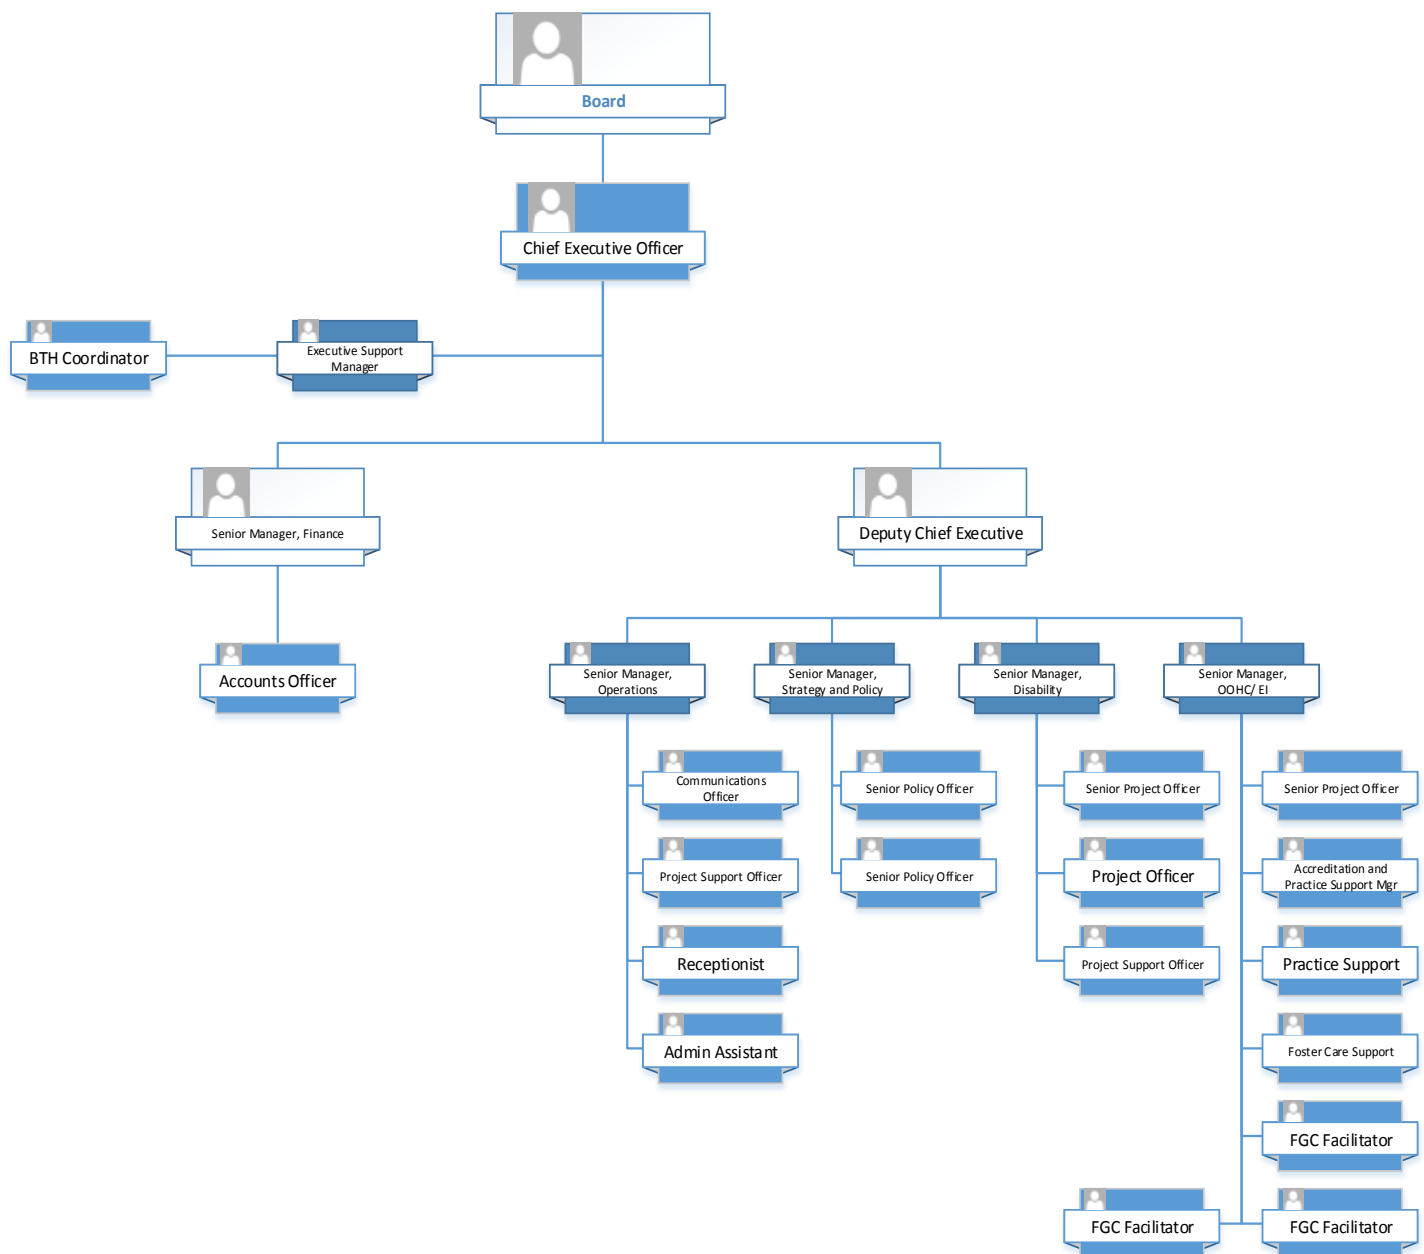 Board
Chief Executive Officer
BTH Coordinator
Executive Support
Manager
Senior Manager, Finance
Deputy Chief Executive
Accounts Officer
Senior Manager,
Operations
Senior Manager,
Strategy and Policy
Senior Manager,
Disability
Senior Manager,
OOHC/ EI
Communications
Officer
Senior Policy Officer
Senior Project Officer
Senior Project Officer
Project Support Officer
Senior Policy Officer
Project Officer
Accreditation and
Practice Support Mgr
Receptionist
Project Support Officer
Practice Support
Admin Assistant
Foster Care Support
FGC Facilitator
FGC Facilitator
FGC Facilitator